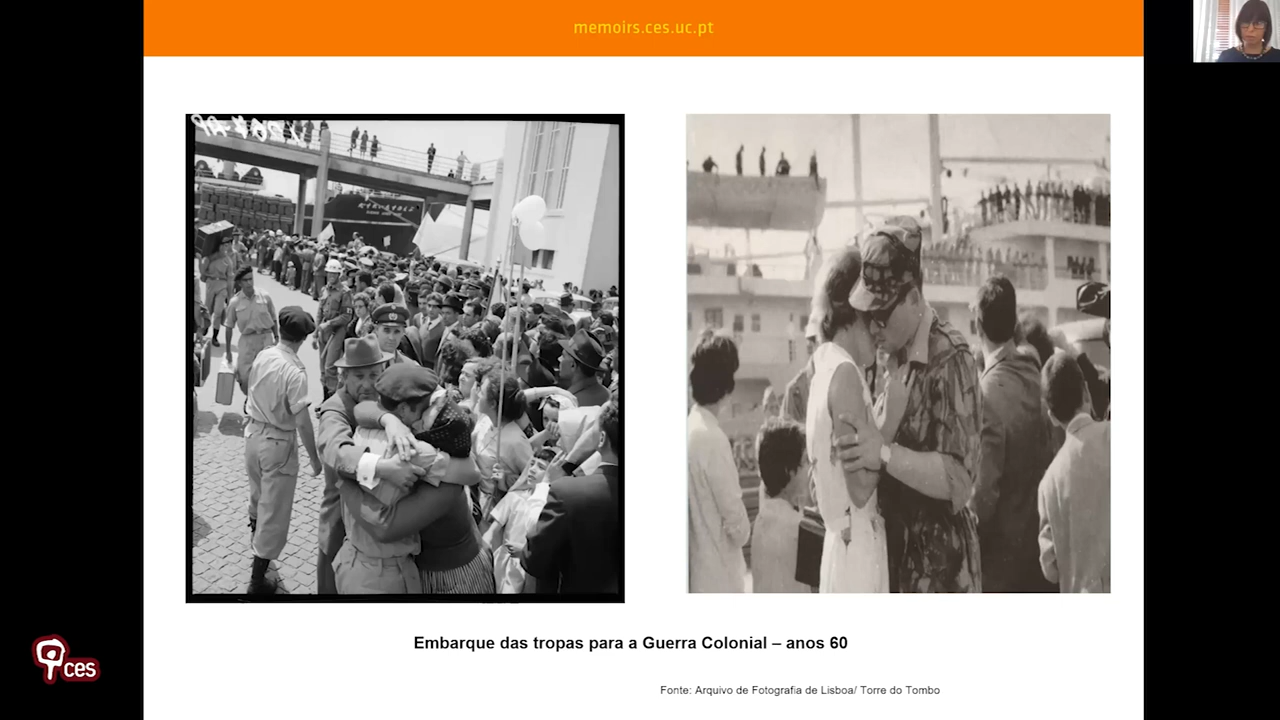 memoirs.ces.uc.pt
Embarque das tropas para a Guerra Colonial – anos 60
Fonte: Arquivo de Fotografia de Lisboa/ Torre do Tombo
ces